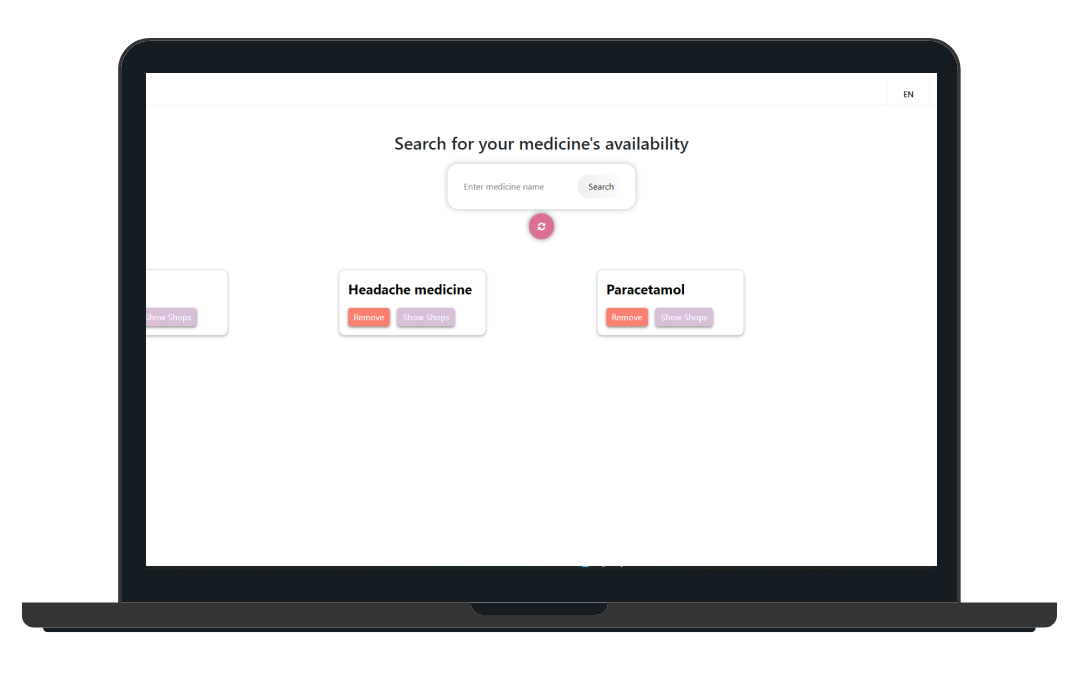 EN
Search for your medicine's availability
Enter medicine name Search
Headache medicine Paracetamol
Show Shops Remove Show Shops Remove Show Shops